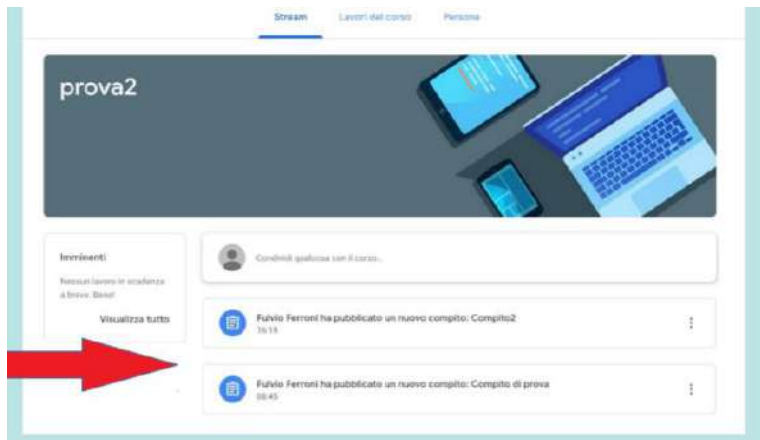 Stream Lavori del corso Persone
prova2
Imminenti
Nessun lavoro in scadenza
a breve. Bene!
Visualizza tutto
Condividi qualcosa con il corso...
Fulvio Ferroni ha pubblicato un nuovo compito: Compito2
Fulvio Ferroni ha pubblicato un nuovo compito: Compito di prova
08:45